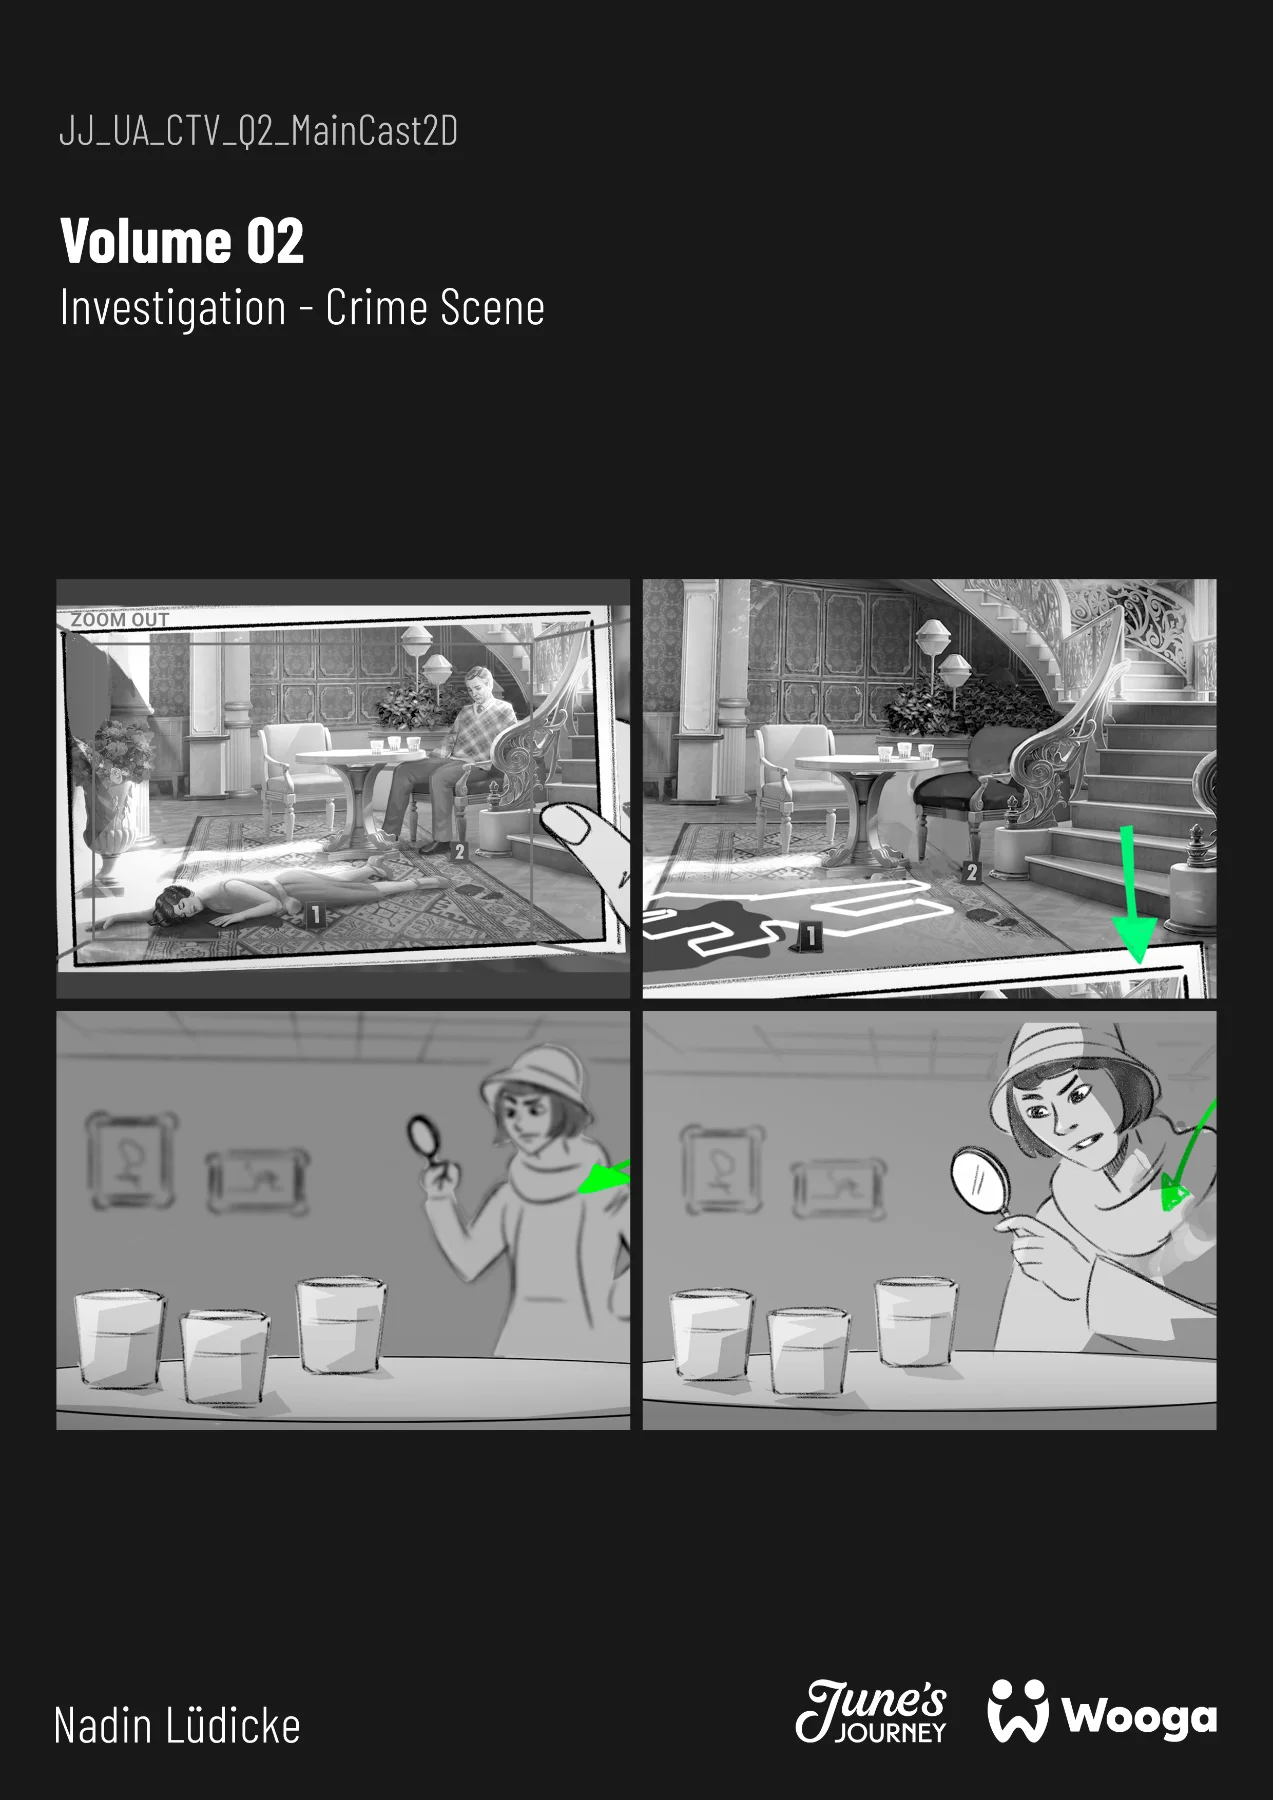 JJ_UA_CTV_Q2_MainCast2D
Volume 02
Investigation - Crime Scene
ZOOM OUT
2
1
2
1
Nadin Lüdicke
June's
JOURNEY
Wooga